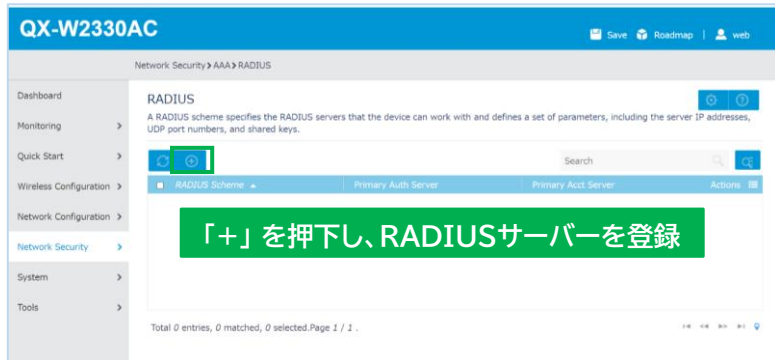 QX-W2330AC
Save Roadmap | web
Network Security > AAA > RADIUS
Dashboard
Monitoring >
Quick Start >
Wireless Configuration >
Network Configuration >
Network Security >
System >
Tools >
RADIUS
A RADIUS scheme specifies the RADIUS servers that the device can work with and defines a set of parameters, including the server IP addresses,
UDP port numbers, and shared keys.
Search
RADIUS Scheme Primary Auth Server Primary Acct Server Actions
「+」を押下し、RADIUSサーバーを登録
Total 0 entries, 0 matched, 0 selected.Page 1 / 1 .